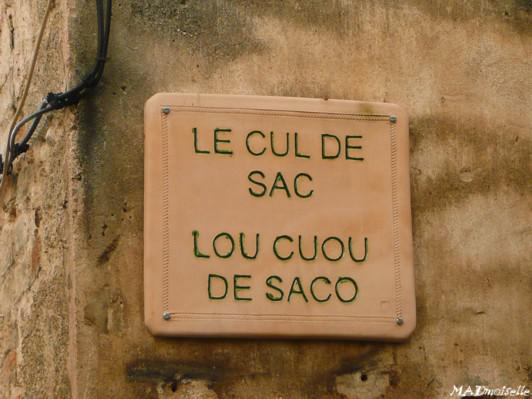 LE CUL DE
SAC
LOU CUOU
DE SACO
MADmoiselle